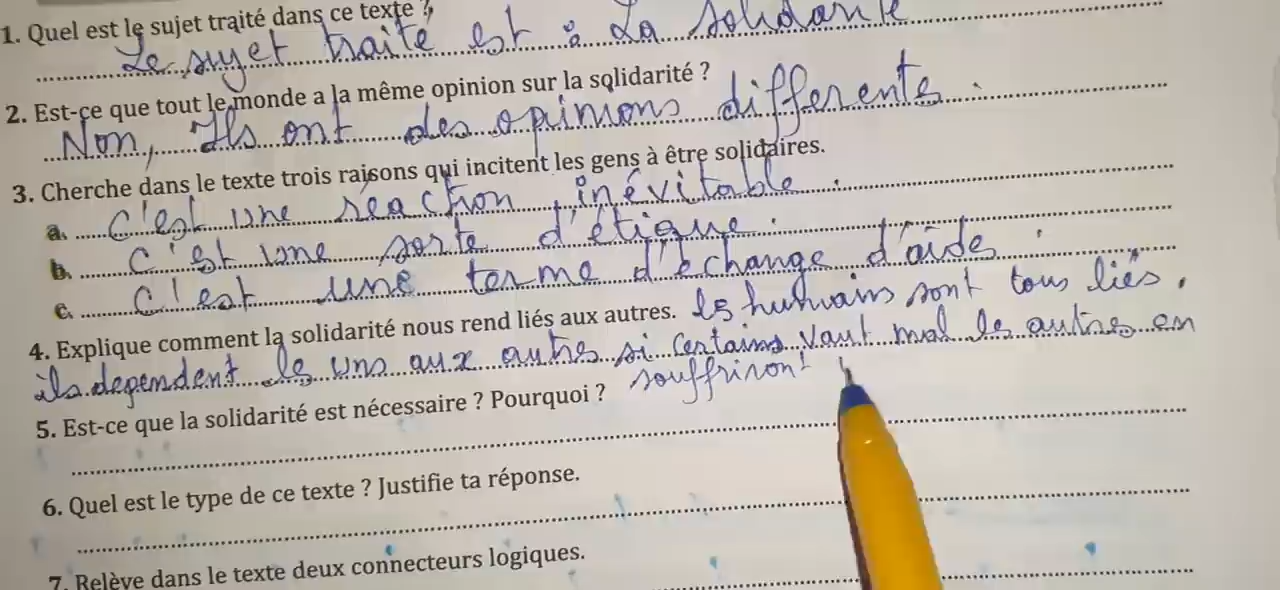 1. Quel est le sujet traité dans ce texte ?
Le sujet traite est : La solidarité
2. Est-ce que tout le monde a la même opinion sur la solidarité ?
Non, Ils ont des opinions differente.
3. Cherche dans le texte trois raisons qui incitent les gens à être solidaires.
a. C'est une réaction inévitable.
b. C'est une sorte d'étique.
c. C'est une terme d'échange d'aide.
4. Explique comment la solidarité nous rend liés aux autres. les humains sont tous liés,
ils dependent les uns aux autres si certains vont mal les autres en
souffriront
5. Est-ce que la solidarité est nécessaire ? Pourquoi ?
6. Quel est le type de ce texte ? Justifie ta réponse.
7. Relève dans le texte deux connecteurs logiques.